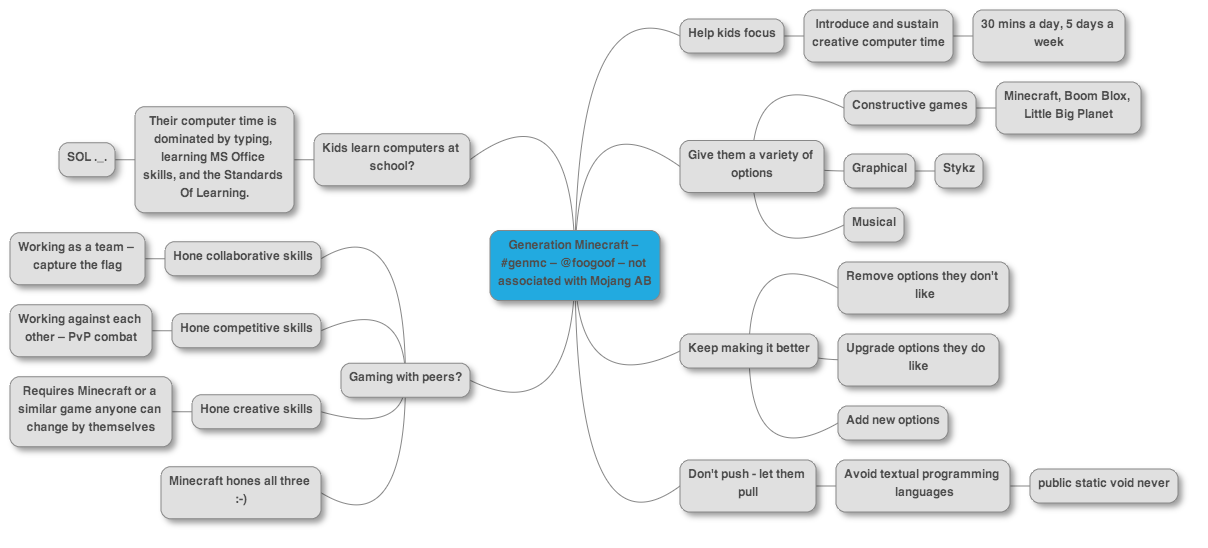 Generation Minecraft –
#genmc – @foogoof – not
associated with Mojang AB
Help kids focus
Introduce and sustain
creative computer time
30 mins a day, 5 days a
week
Give them a variety of
options
Constructive games
Minecraft, Boom Blox,
Little Big Planet
Graphical
Stykz
Musical
Keep making it better
Remove options they don't
like
Upgrade options they do
like
Add new options
Don't push - let them
pull
Avoid textual programming
languages
public static void never
Kids learn computers at
school?
Their computer time is
dominated by typing,
learning MS Office
skills, and the Standards
Of Learning.
SOL ._.
Gaming with peers?
Hone collaborative skills
Working as a team –
capture the flag
Hone competitive skills
Working against each
other – PvP combat
Hone creative skills
Requires Minecraft or a
similar game anyone can
change by themselves
Minecraft hones all three
:-)